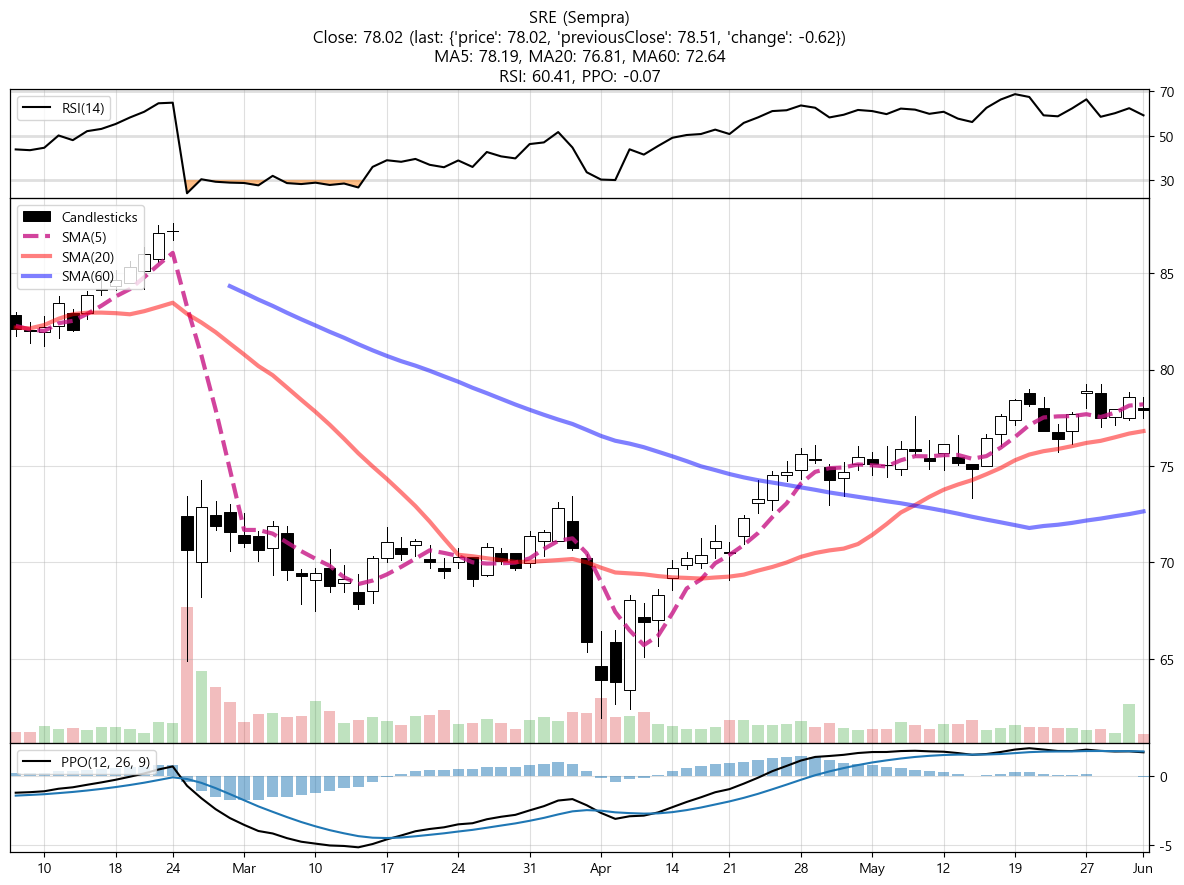 SRE (Sempra)
Close: 78.02 (last: {'price': 78.02, 'previousClose': 78.51, 'change': -0.62})
MA5: 78.19, MA20: 76.81, MA60: 72.64
RSI: 60.41, PPO: -0.07
RSI(14)
70
50
30
Candlesticks
SMA(5)
SMA(20)
SMA(60)
85
80
75
70
65
PPO(12, 26, 9)
0
-5
10 18 24 Mar 10 17 24 31 Apr 14 21 28 May 12 19 27 Jun